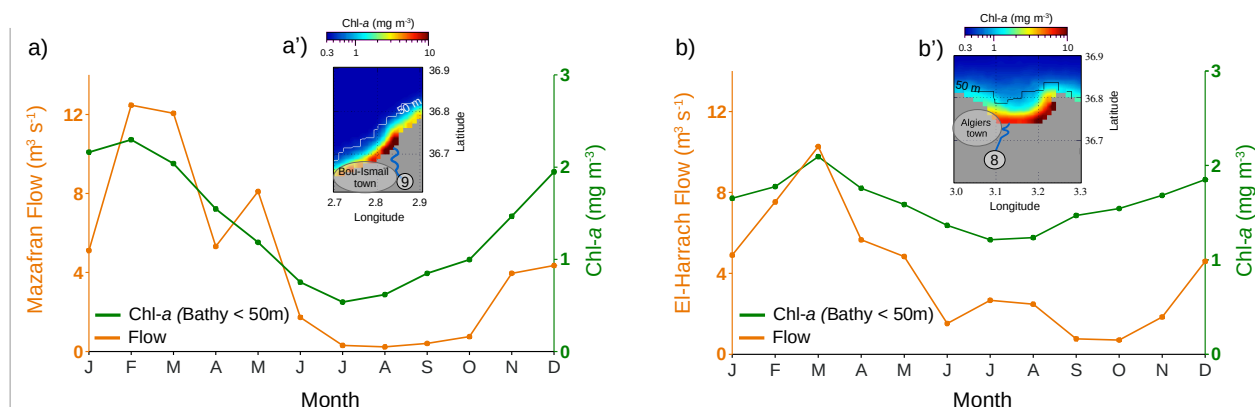 a)
a')
Chl-a (mg m-3)
0.3 1 10
50 m
36.9
36.8
36.7
Latitude
Bou-Ismaïl
town
9
2.7 2.8 2.9
Longitude
Mazafran Flow (m3 s-1)
12
8
4
0
3
2
1
0
Chl-a (mg m-3)
Chl-a (Bathy < 50m)
Flow
J F M A M J J A S O N D
Month
b)
b')
Chl-a (mg m-3)
0.3 1 10
50 m
36.9
36.8
36.7
Latitude
Algiers
town
8
3.0 3.1 3.2 3.3
Longitude
El-Harrach Flow (m3 s-1)
12
8
4
0
3
2
1
0
Chl-a (mg m-3)
Chl-a (Bathy < 50m)
Flow
J F M A M J J A S O N D
Month